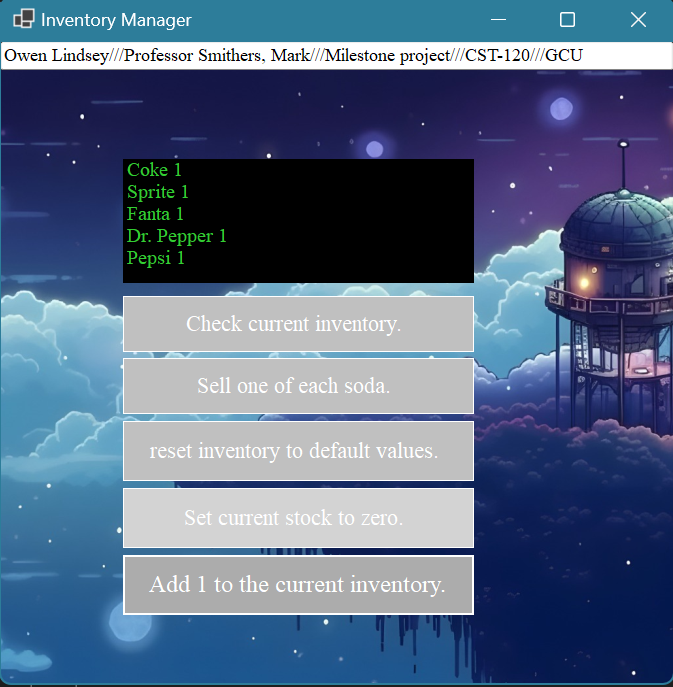 Inventory Manager
Owen Lindsey///Professor Smithers, Mark///Milestone project///CST-120///GCU
Coke 1
Sprite 1
Fanta 1
Dr. Pepper 1
Pepsi 1
Check current inventory.
Sell one of each soda.
reset inventory to default values.
Set current stock to zero.
Add 1 to the current inventory.